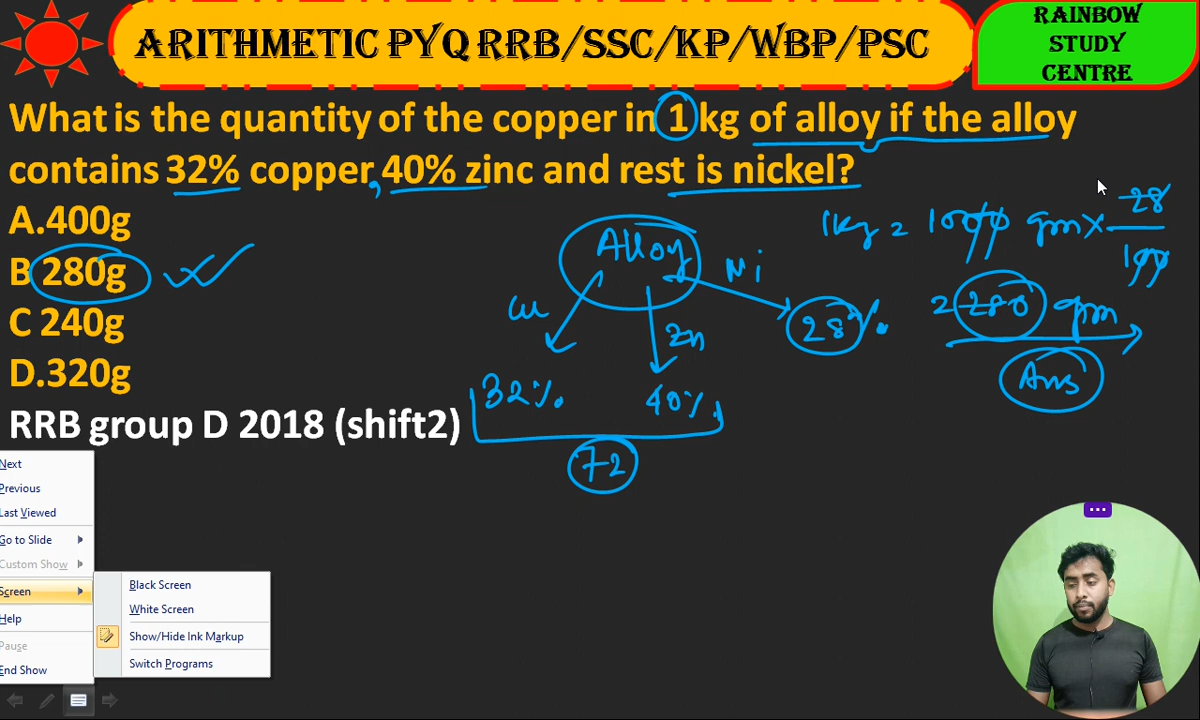 ARITHMETIC PYQ RRB/SSC/KP/WBP/PSC
RAINBOW
STUDY
CENTRE
What is the quantity of the copper in 1 kg of alloy if the alloy
contains 32% copper, 40% zinc and rest is nickel?
A.400g
B 280g
C 240g
D.320g
RRB group D 2018 (shift2)
Alloy
Cu
Zn
Ni
32%.
40%.
28%.
72
1kg = 1000 gm × 28
100
= 280 gm
Ans
Next
Previous
Last Viewed
Go to Slide
Custom Show
Screen
Help
Pause
End Show
Black Screen
White Screen
Show/Hide Ink Markup
Switch Programs